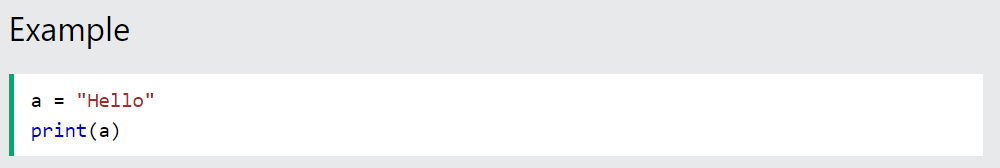 Example
a = "Hello"
print(a)